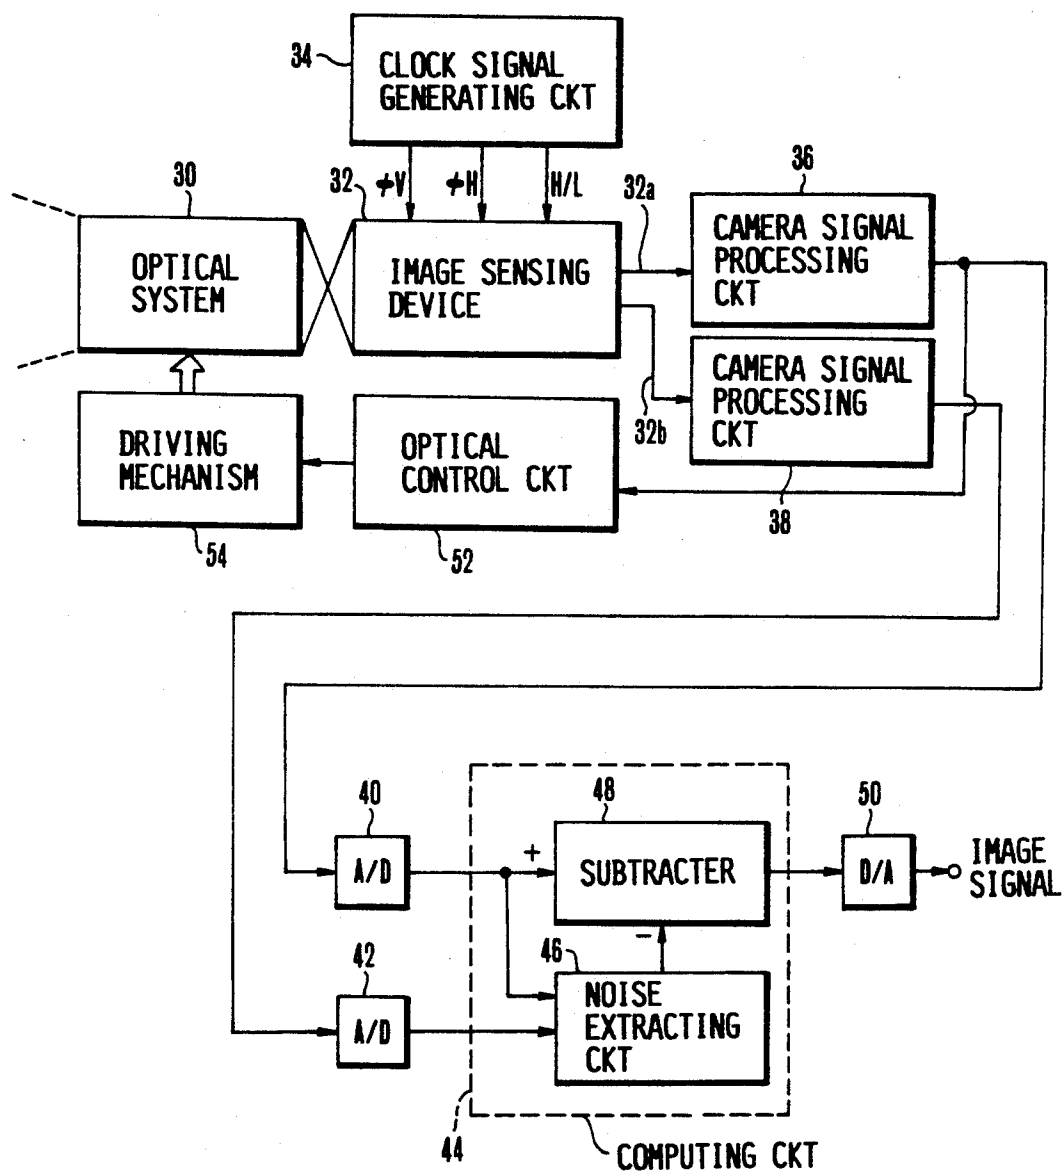 34
CLOCK SIGNAL
GENERATING CKT
φV
φH
H/L
30
OPTICAL
SYSTEM
32
IMAGE SENSING
DEVICE
32a
32b
36
CAMERA SIGNAL
PROCESSING
CKT
CAMERA SIGNAL
PROCESSING
CKT
38
DRIVING
MECHANISM
54
OPTICAL
CONTROL CKT
52
40
A/D
42
A/D
+
48
SUBTRACTER
−
46
NOISE
EXTRACTING
CKT
50
D/A
IMAGE
SIGNAL
44
COMPUTING CKT